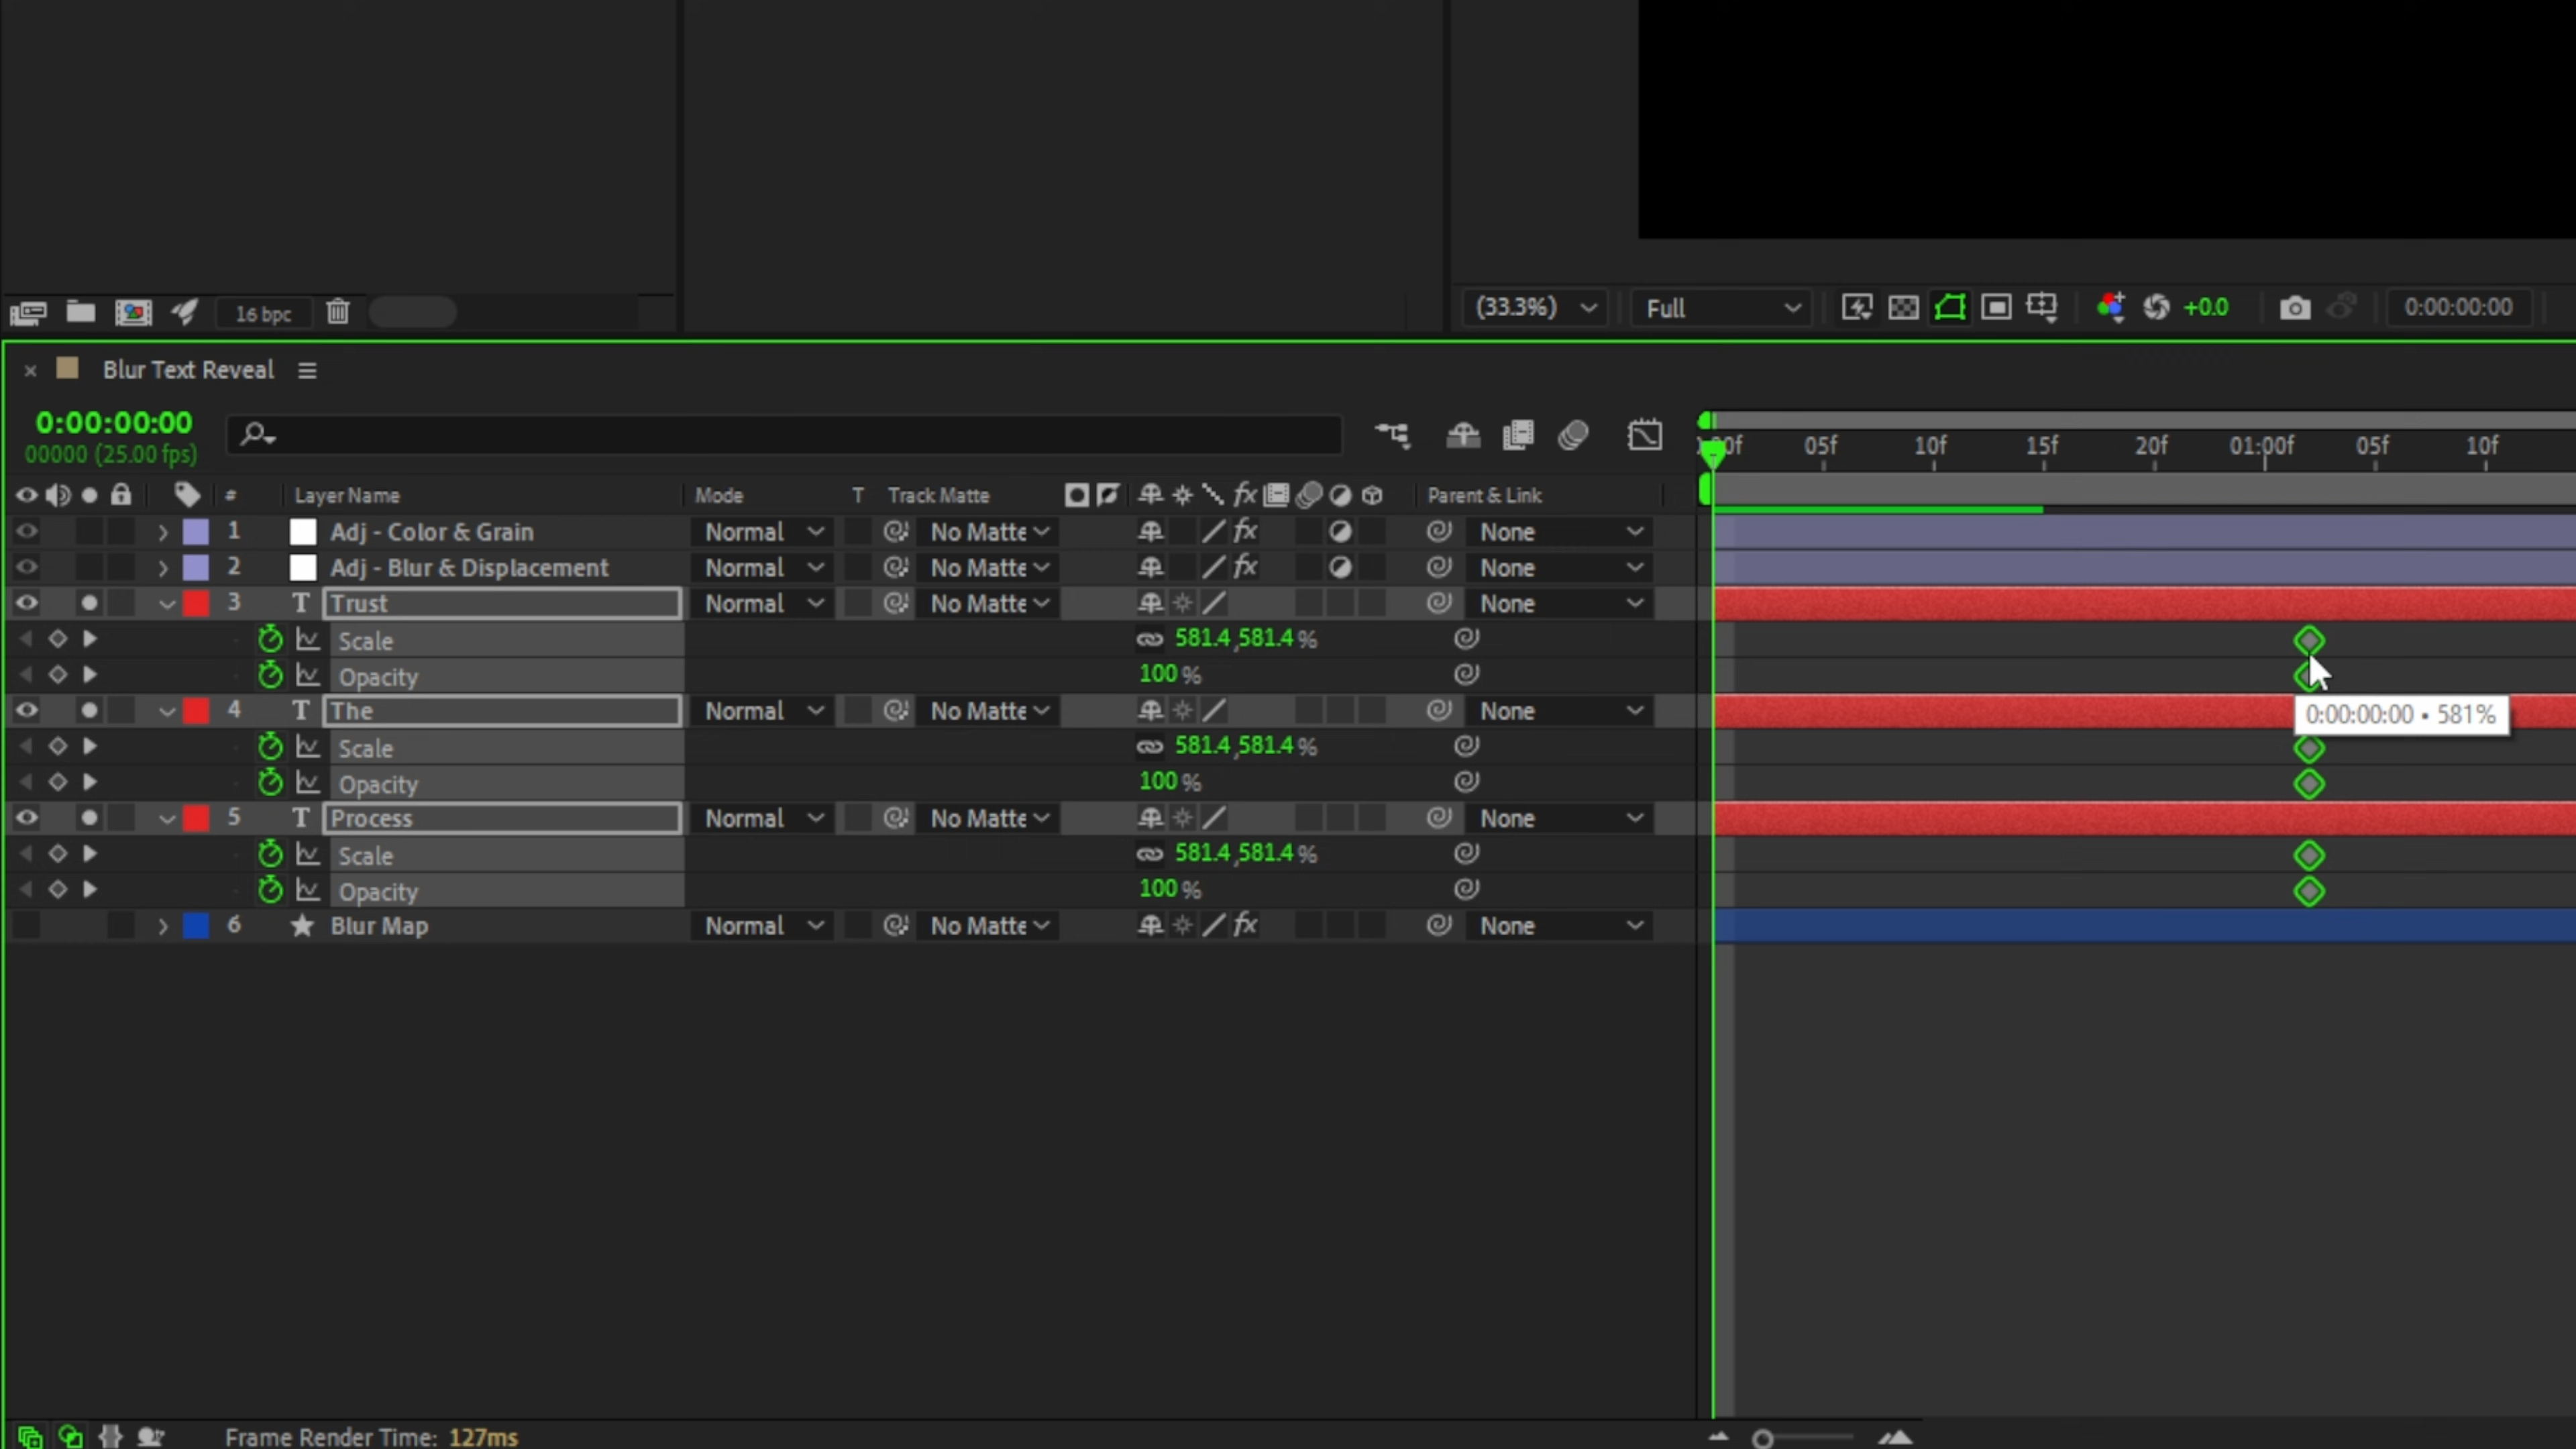 16 bpc
(33.3%) Full +0.0 0:00:00:00
Blur Text Reveal
0:00:00:00
00000 (25.00 fps)
05f 10f 15f 20f 01:00f 05f 10f
# Layer Name Mode T Track Matte fx Parent & Link
1 Adj - Color & Grain Normal No Matte fx None
2 Adj - Blur & Displacement Normal No Matte fx None
3 T Trust Normal No Matte None
Scale 581.4,581.4%
Opacity 100%
4 T The Normal No Matte None
0:00:00:00 • 581%
Scale 581.4,581.4%
Opacity 100%
5 T Process Normal No Matte None
Scale 581.4,581.4%
Opacity 100%
6 Blur Map Normal No Matte fx None
Frame Render Time: 127ms